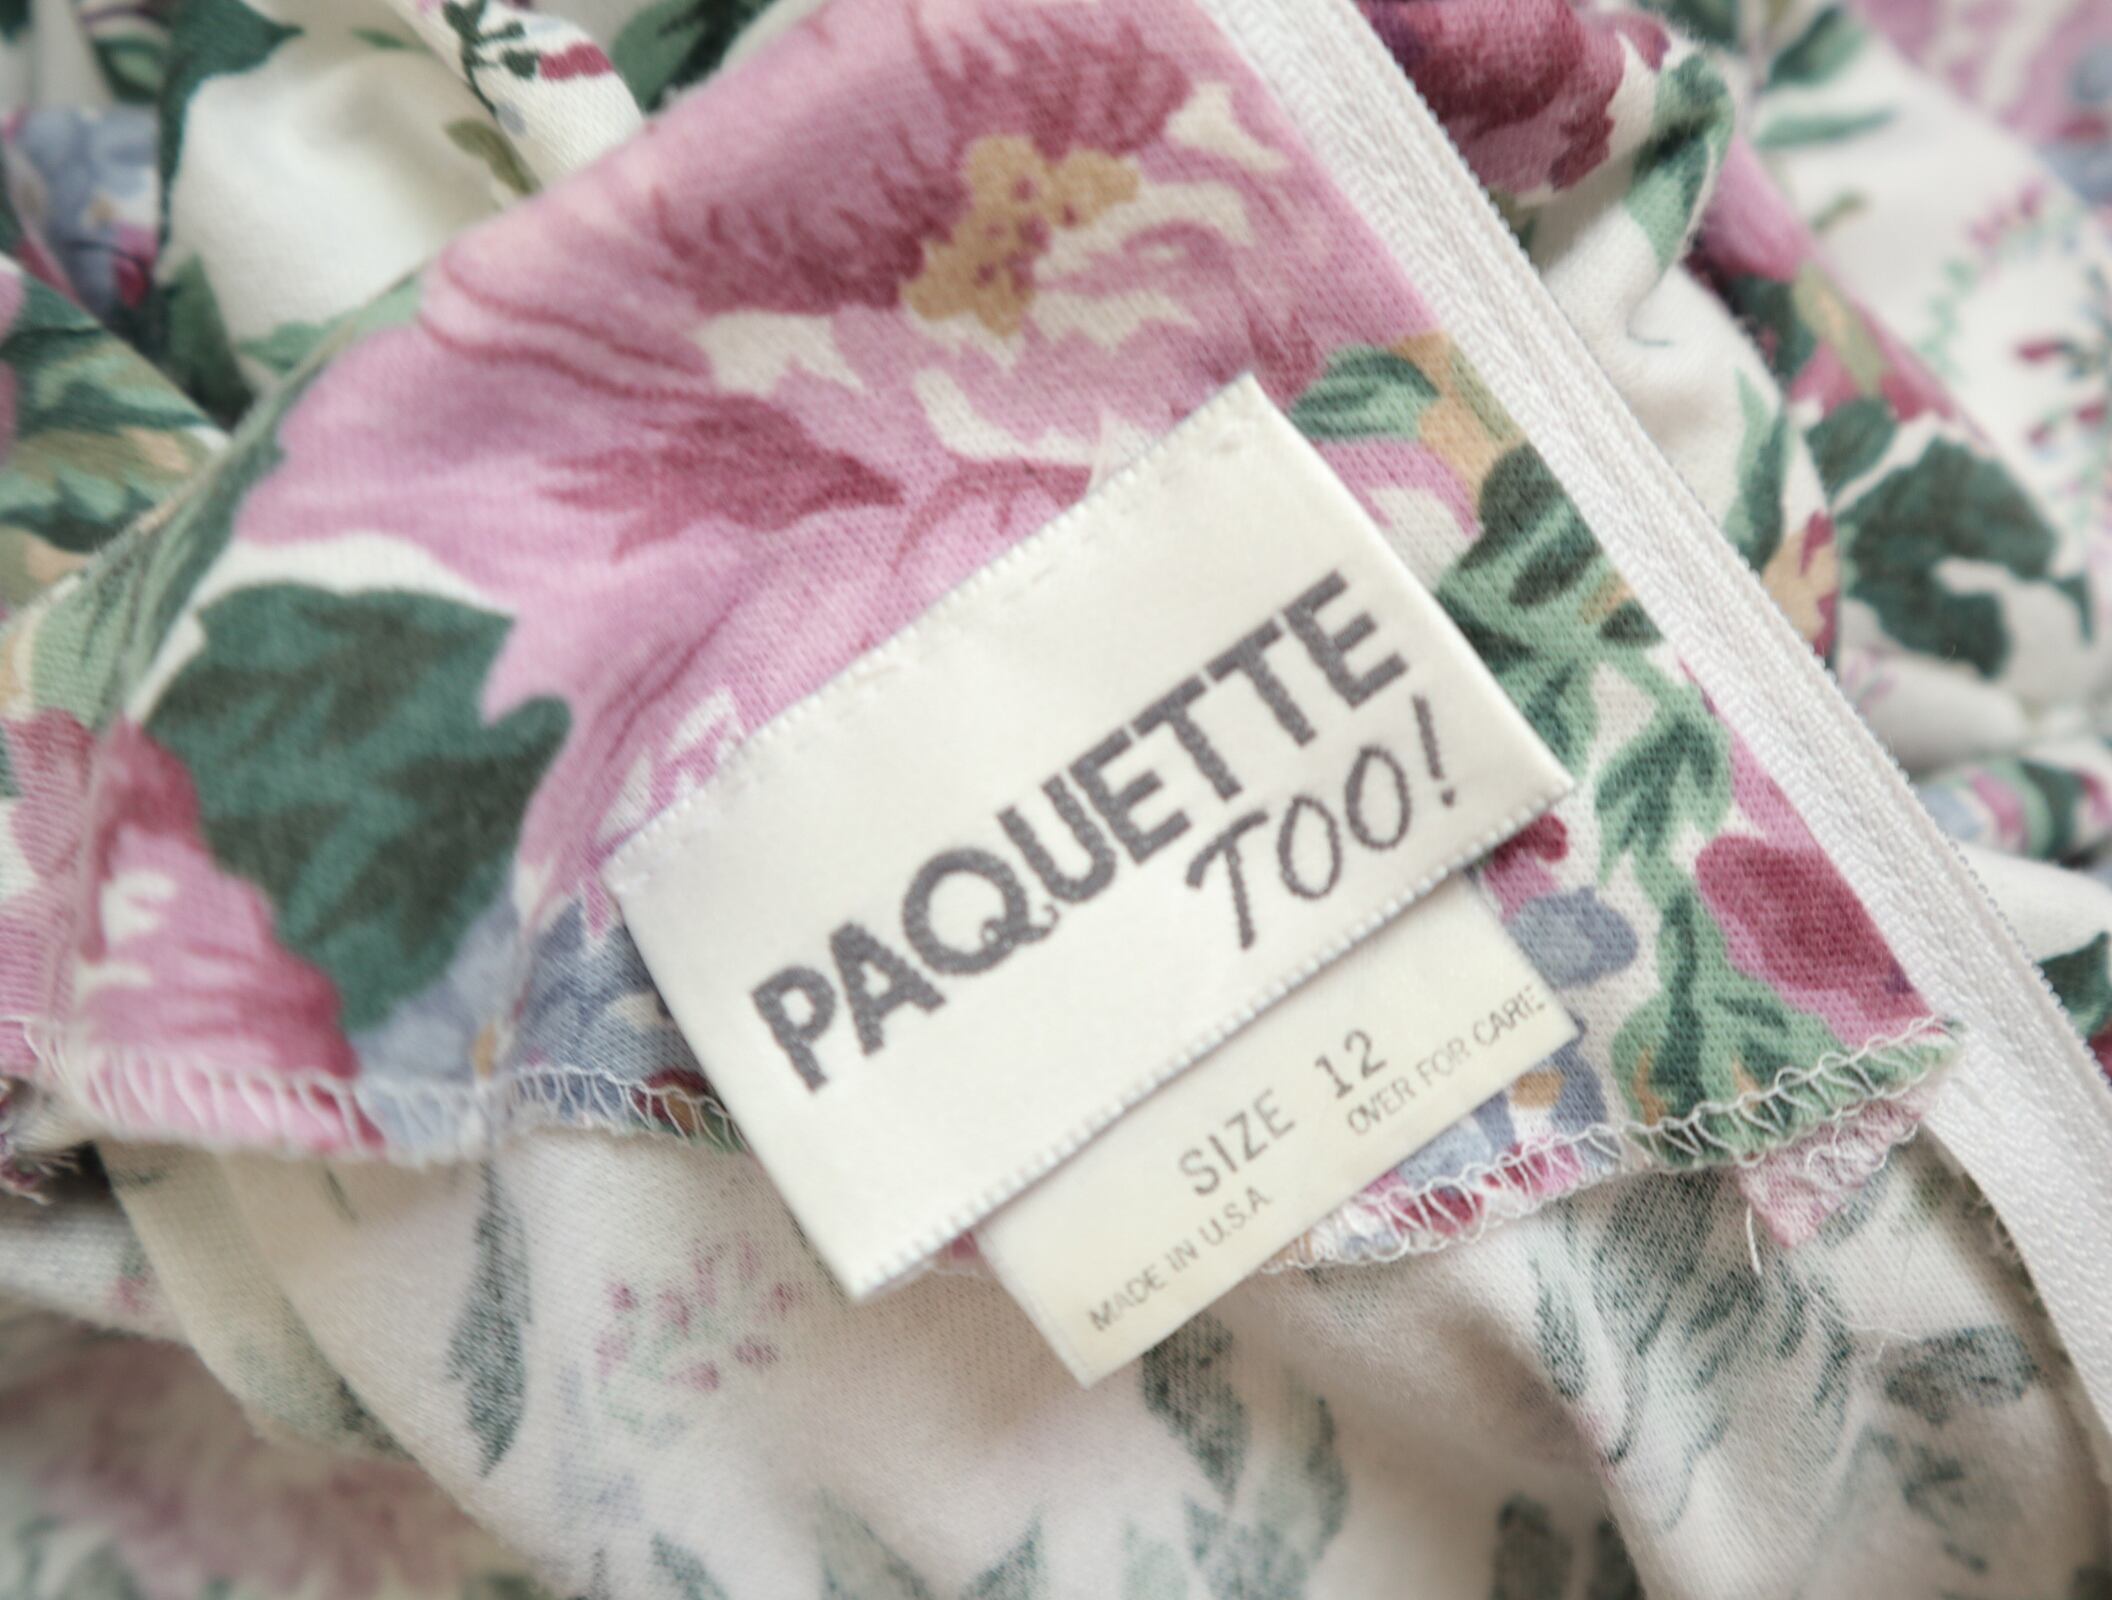 PAQUETTE
TOO!
SIZE 12
OVER FOR CARE
MADE IN U.S.A